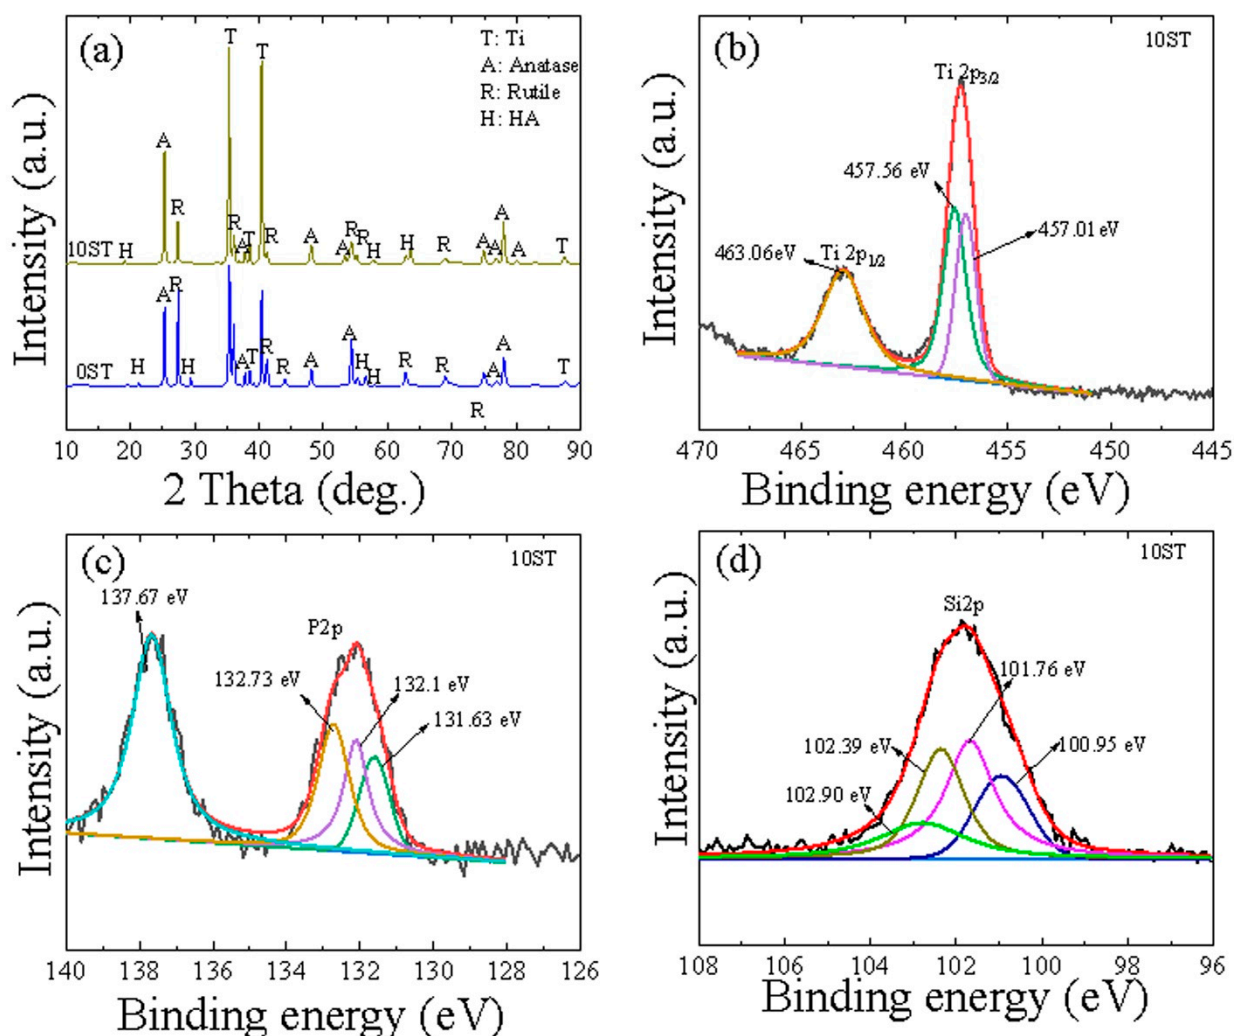 (a)
T: Ti
A: Anatase
R: Rutile
H: HA
T
T
A
R
R
A
T
R
A
A
R
R
H
H
R
A
A
A
A
T
10ST
H
A
R
H
H
A
T
R
R
A
A
H
H
R
R
A
A
A
T
0ST
R
10 20 30 40 50 60 70 80 90
2 Theta (deg.)
Intensity (a.u.)
(b)
10ST
Ti 2p3/2
457.56 eV
463.06eV
Ti 2p1/2
457.01eV
470 465 460 455 450 445
Binding energy (eV)
Intensity (a.u.)
(c)
10ST
137.67 eV
P2p
132.73 eV
132.1 eV
131.63 eV
140 138 136 134 132 130 128 126
Binding energy (eV)
Intensity (a.u.)
(d)
10ST
Si2p
101.76 eV
102.39 eV
100.95 eV
102.90 eV
108 106 104 102 100 98 96
Binding energy (eV)
Intensity (a.u.)